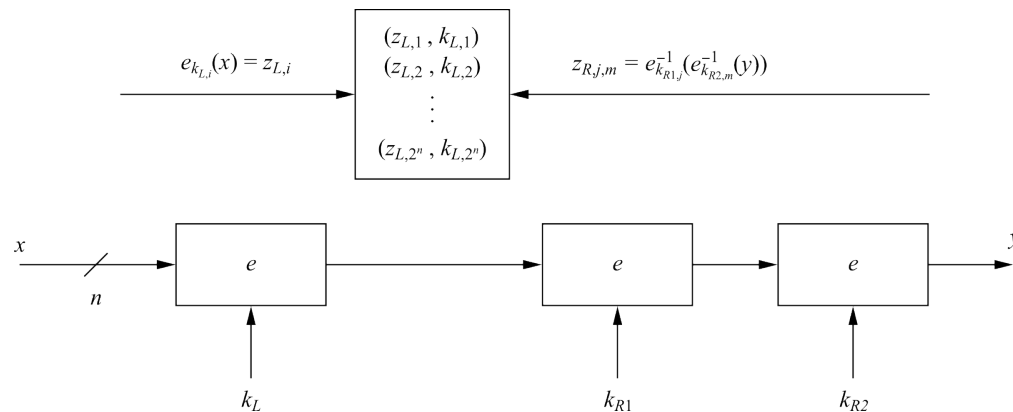 (z_{L,1} , k_{L,1})
e_{k_{L,i}}(x) = z_{L,i}
(z_{L,2} , k_{L,2})
z_{R,j,m} = e^{-1}_{k_{R1,j}}(e^{-1}_{k_{R2,m}}(y))
⋮
(z_{L,2^n} , k_{L,2^n})
x
y
e
e
e
n
k_L
k_{R1}
k_{R2}